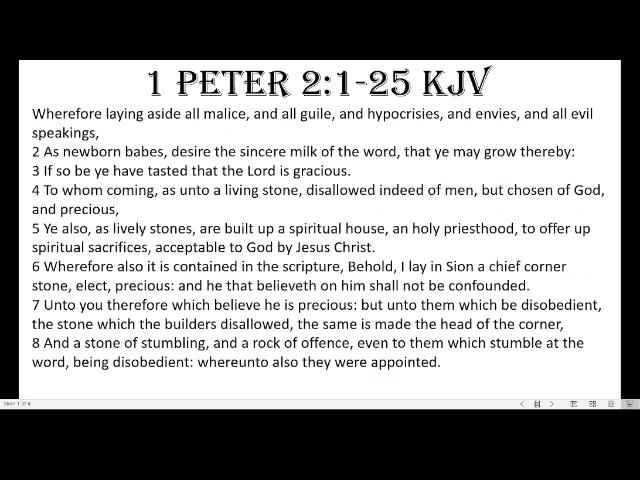 1 PETER 2:1-25 KJV
Wherefore laying aside all malice, and all guile, and hypocrisies, and envies, and all evil
speakings,
2 As newborn babes, desire the sincere milk of the word, that ye may grow thereby:
3 If so be ye have tasted that the Lord is gracious.
4 To whom coming, as unto a living stone, disallowed indeed of men, but chosen of God,
and precious,
5 Ye also, as lively stones, are built up a spiritual house, an holy priesthood, to offer up
spiritual sacrifices, acceptable to God by Jesus Christ.
6 Wherefore also it is contained in the scripture, Behold, I lay in Sion a chief corner
stone, elect, precious: and he that believeth on him shall not be confounded.
7 Unto you therefore which believe he is precious: but unto them which be disobedient,
the stone which the builders disallowed, the same is made the head of the corner,
8 And a stone of stumbling, and a rock of offence, even to them which stumble at the
word, being disobedient: whereunto also they were appointed.
Slide 1 of 4